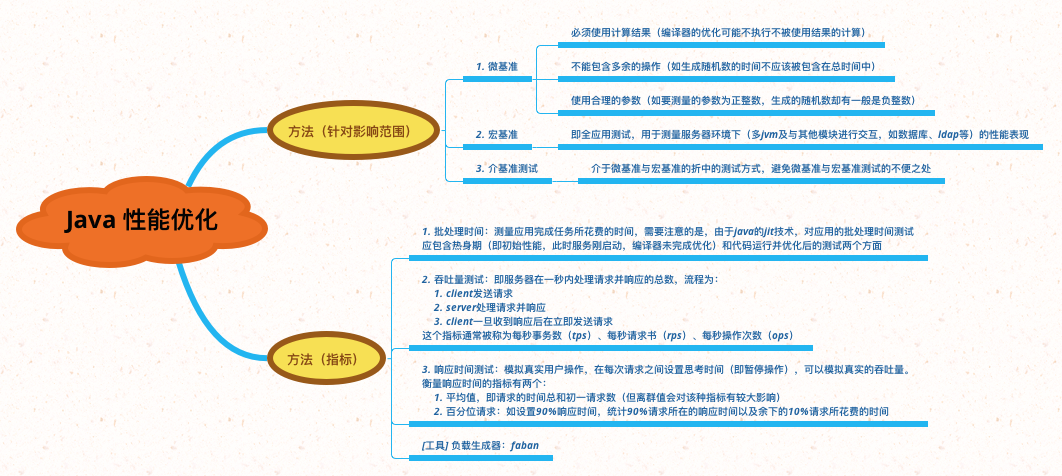 Java 性能优化
方法（针对影响范围）
1. 微基准
必须使用计算结果（编译器的优化可能不执行不被使用结果的计算）
不能包含多余的操作（如生成随机数的时间不应该被包含在总时间中）
使用合理的参数（如要测量的参数为正整数，生成的随机数却有一般是负整数）
2. 宏基准
即全应用测试，用于测量服务器环境下（多jvm及与其他模块进行交互，如数据库、ldap等）的性能表现
3. 介基准测试
介于微基准与宏基准的折中的测试方式，避免微基准与宏基准测试的不便之处
方法（指标）
1. 批处理时间：测量应用完成任务所花费的时间，需要注意的是，由于java的jit技术，对应用的批处理时间测试
应包含热身期（即初始性能，此时服务刚启动，编译器未完成优化）和代码运行并优化后的测试两个方面
2. 吞吐量测试：即服务器在一秒内处理请求并响应的总数，流程为：
1. client发送请求
2. server处理请求并响应
3. client一旦收到响应后在立即发送请求
这个指标通常被称为每秒事务数（tps）、每秒请求书（rps）、每秒操作次数（ops）
3. 响应时间测试：模拟真实用户操作，在每次请求之间设置思考时间（即暂停操作），可以模拟真实的吞吐量。
衡量响应时间的指标有两个：
1. 平均值，即请求的时间总和初一请求数（但离群值会对该种指标有较大影响）
2. 百分位请求：如设置90%响应时间，统计90%请求所在的响应时间以及余下的10%请求所花费的时间
[工具] 负载生成器：faban